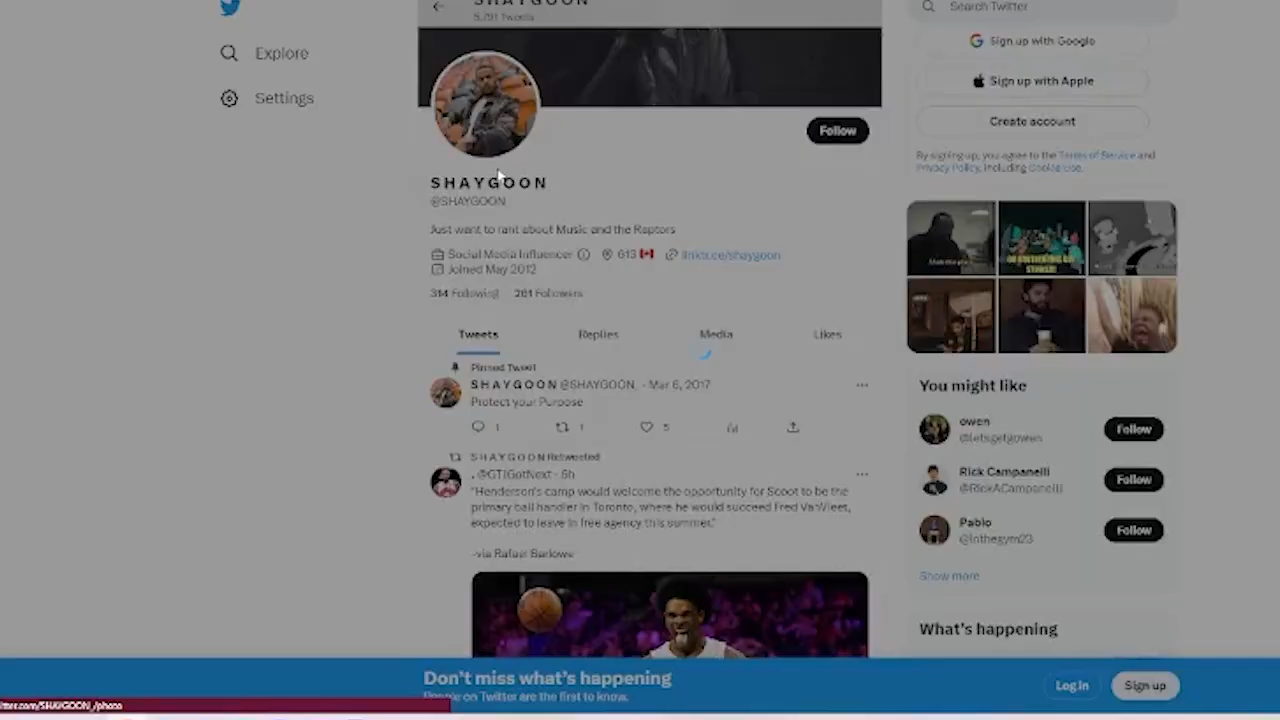 SHAYGOON
5,791 Tweets
Search Twitter
Explore
Settings
Sign up with Google
Sign up with Apple
Create account
By signing up, you agree to the Terms of Service and
Privacy Policy, including Cookie Use.
Follow
SHAYGOON
@SHAYGOON_
Just want to rant about Music and the Raptors
Social Media Influencer 613 linktr.ee/shaygoon
Joined May 2012
314 Following 261 Followers
Tweets Replies Media Likes
Pinned Tweet
SHAYGOON @SHAYGOON_ · Mar 6, 2017
Protect your Purpose
1 1 5
SHAYGOON Retweeted
. @GTIGotNext · 6h
"Henderson's camp would welcome the opportunity for Scoot to be the
primary ball handler in Toronto, where he would succeed Fred VanVleet,
expected to leave in free agency this summer."
-via Rafael Barlowe
You might like
owen
@letsgetgowen
Follow
Rick Campanelli
@RickACampanelli
Follow
Pablo
@inthegym23
Follow
Show more
What's happening
Don't miss what's happening
People on Twitter are the first to know.
Log in
Sign up
itter.com/SHAYGOON_/photo